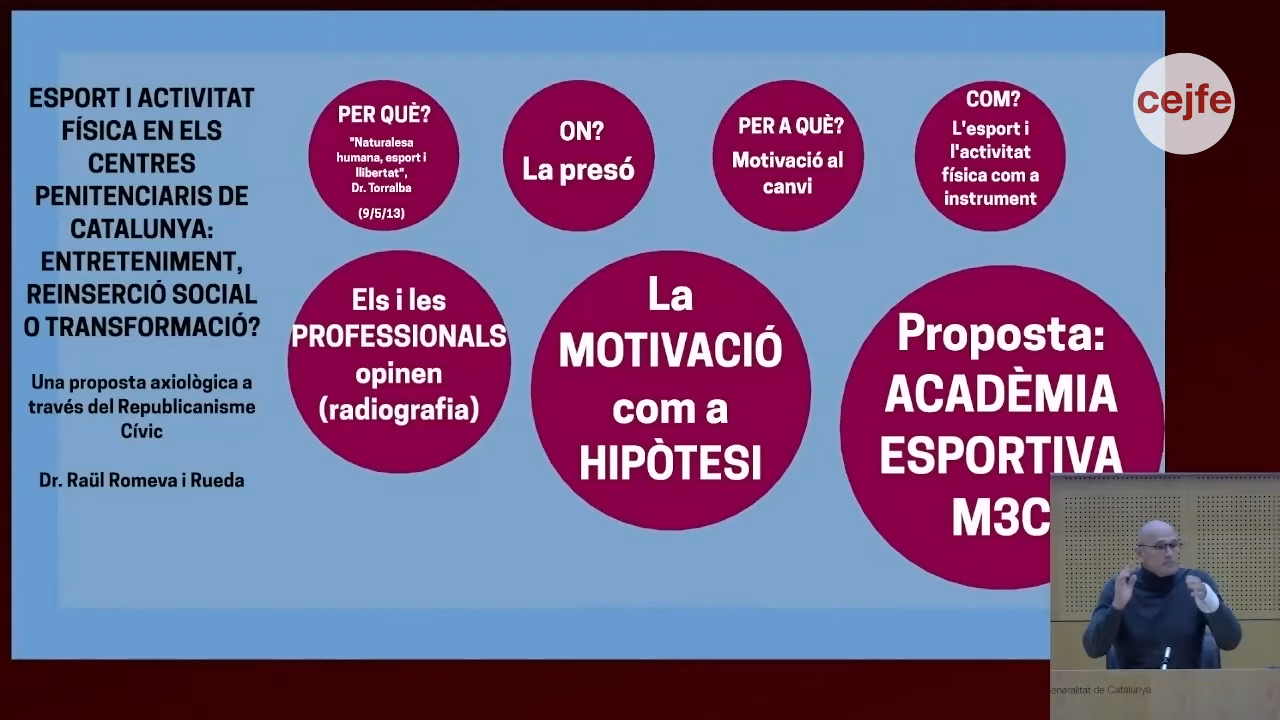 ESPORT I ACTIVITAT
FÍSICA EN ELS
CENTRES
PENITENCIARIS DE
CATALUNYA:
ENTRETENIMENT,
REINSERCIÓ SOCIAL
O TRANSFORMACIÓ?
Una proposta axiològica a
través del Republicanisme
Cívic
Dr. Raül Romeva i Rueda
PER QUÈ?
"Naturalesa
humana, esport i
llibertat",
Dr. Torralba
(9/5/13)
ON?
La presó
PER A QUÈ?
Motivació al
canvi
COM?
L'esport i
l'activitat
física com a
instrument
cejfe
Els i les
PROFESSIONALS
opinen
(radiografia)
La
MOTIVACIÓ
com a
HIPÒTESI
Proposta:
ACADÈMIA
ESPORTIVA
M3C
eneralitat de Catalunya